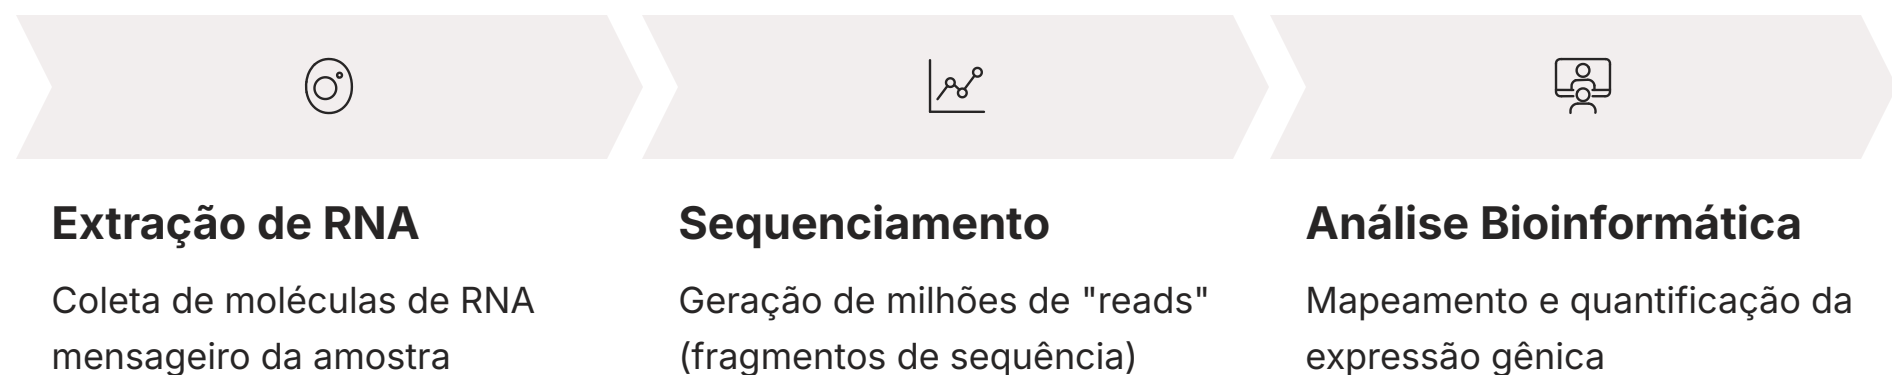 Extração de RNA
Coleta de moléculas de RNA
mensageiro da amostra
Sequenciamento
Geração de milhões de "reads"
(fragmentos de sequência)
Análise Bioinformática
Mapeamento e quantificação da
expressão gênica